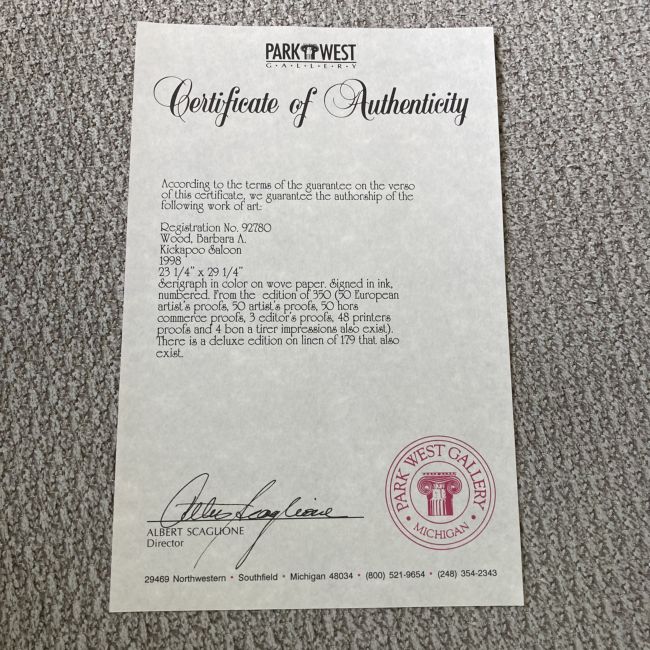 PARK WEST
G·A·L·L·E·R·Y
Certificate of Authenticity
According to the terms of the guarantee on the verso
of this certificate, we guarantee the authorship of the
following work of art:
Registration No. 92780
Wood, Barbara A.
Kickapoo Saloon
1998
23 1/4" x 29 1/4"
Serigraph in color on wove paper. Signed in ink,
numbered. From the edition of 350 (50 European
artist's proofs, 50 artist's proofs, 50 hors
commerce proofs, 3 editor's proofs, 48 printers
proofs and 4 bon a tirer impressions also exist).
There is a deluxe edition on linen of 179 that also
exist.
Albert Scaglione
ALBERT SCAGLIONE
Director
PARK WEST GALLERY
• MICHIGAN •
29469 Northwestern • Southfield • Michigan 48034 • (800) 521-9654 • (248) 354-2343